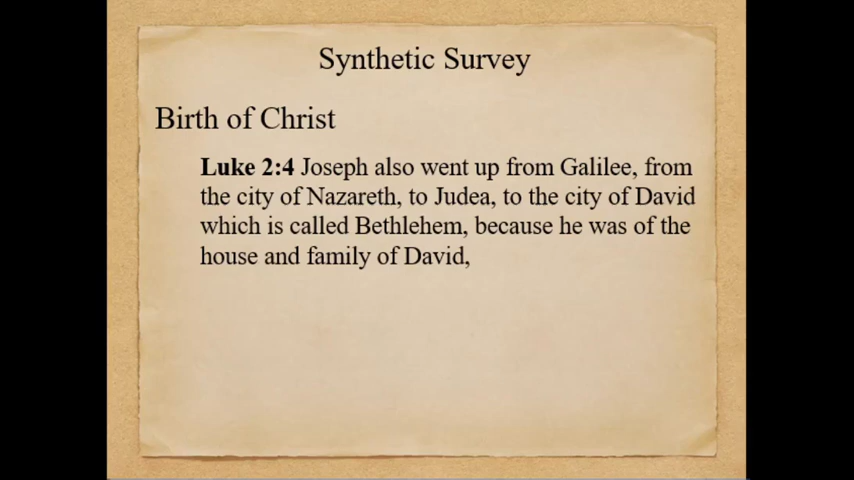 Synthetic Survey
Birth of Christ
Luke 2:4 Joseph also went up from Galilee, from
the city of Nazareth, to Judea, to the city of David
which is called Bethlehem, because he was of the
house and family of David,